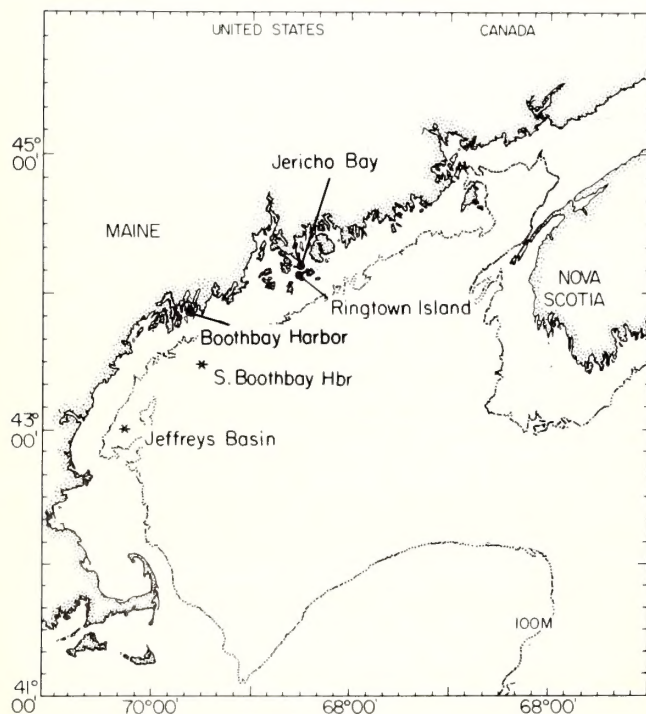 UNITED STATES
CANADA
45°
00'
Jericho Bay
MAINE
NOVA
SCOTIA
Ringtown Island
Boothbay Harbor
* S. Boothbay Hbr
43°
00'
* Jeffreys Basin
100M
41°
00'
70°00'
68°00'
68°00'